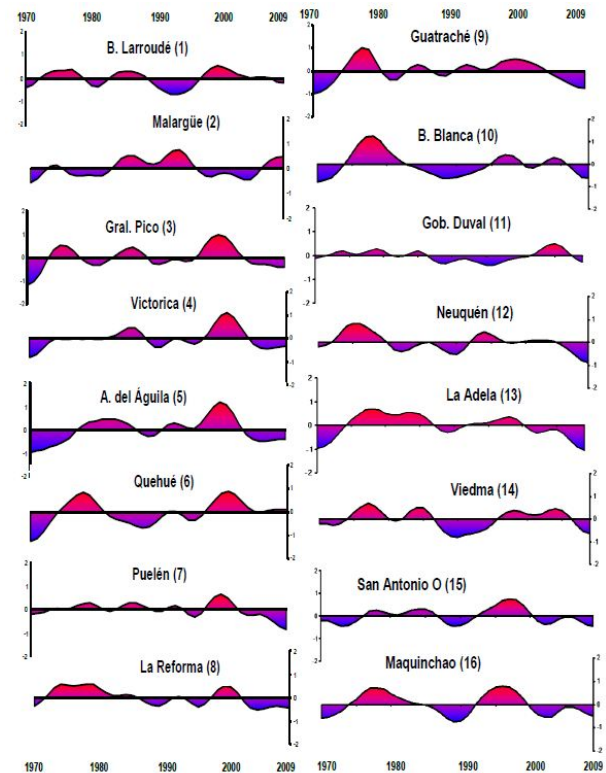 1970 1980 1990 2000 2009
B. Larroudé (1)
Malargüe (2)
Gral. Pico (3)
Victorica (4)
A. del Águila (5)
Quehué (6)
Puelén (7)
La Reforma (8)
1970 1980 1990 2000 2009
1970 1980 1990 2000 2009
Guatraché (9)
B. Blanca (10)
Gob. Duval (11)
Neuquén (12)
La Adela (13)
Viedma (14)
San Antonio O (15)
Maquinchao (16)
1970 1980 1990 2000 2009